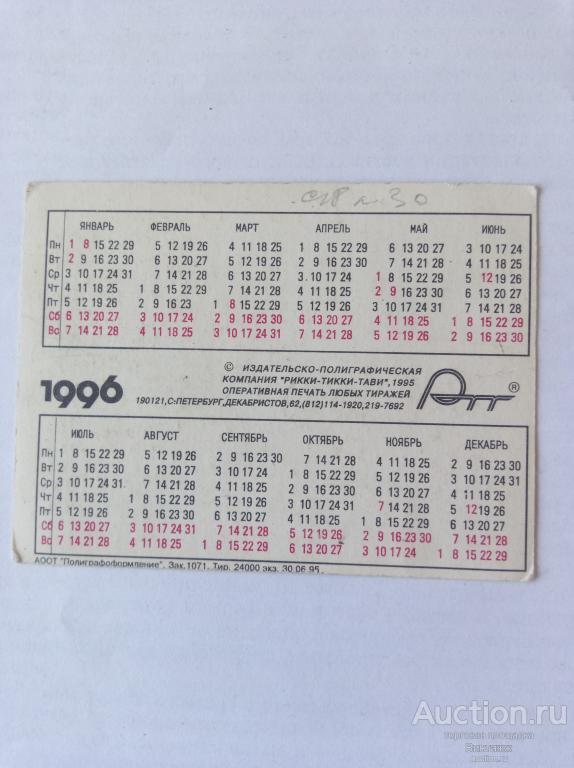 ЯНВАРЬ ФЕВРАЛЬ МАРТ АПРЕЛЬ МАЙ ИЮНЬ
Пн 1 8 15 22 29 5 12 19 26 4 11 18 25 1 8 15 22 29 6 13 20 27 3 10 17 24
Вт 2 9 16 23 30 6 13 20 27 5 12 19 26 2 9 16 23 30 7 14 21 28 4 11 18 25
Ср 3 10 17 24 31 7 14 21 28 6 13 20 27 3 10 17 24 1 8 15 22 29 5 12 19 26
Чт 4 11 18 25 1 8 15 22 29 7 14 21 28 4 11 18 25 2 9 16 23 30 6 13 20 27
Пт 5 12 19 26 2 9 16 23 1 8 15 22 29 5 12 19 26 3 10 17 24 31 7 14 21 28
Сб 6 13 20 27 3 10 17 24 2 9 16 23 30 6 13 20 27 4 11 18 25 1 8 15 22 29
Вс 7 14 21 28 4 11 18 25 3 10 17 24 31 7 14 21 28 5 12 19 26 2 9 16 23 30
1996
© ИЗДАТЕЛЬСКО-ПОЛИГРАФИЧЕСКАЯ
КОМПАНИЯ "РИККИ-ТИККИ-ТАВИ",1995
ОПЕРАТИВНАЯ ПЕЧАТЬ ЛЮБЫХ ТИРАЖЕЙ
190121,С-ПЕТЕРБУРГ,ДЕКАБРИСТОВ,62,(812)114-1920,219-7692
РТТ ®
ИЮЛЬ АВГУСТ СЕНТЯБРЬ ОКТЯБРЬ НОЯБРЬ ДЕКАБРЬ
Пн 1 8 15 22 29 5 12 19 26 2 9 16 23 30 7 14 21 28 4 11 18 25 2 9 16 23 30
Вт 2 9 16 23 30 6 13 20 27 3 10 17 24 1 8 15 22 29 5 12 19 26 3 10 17 24 31
Ср 3 10 17 24 31 7 14 21 28 4 11 18 25 2 9 16 23 30 6 13 20 27 4 11 18 25
Чт 4 11 18 25 1 8 15 22 29 5 12 19 26 3 10 17 24 31 7 14 21 28 5 12 19 26
Пт 5 12 19 26 2 9 16 23 30 6 13 20 27 4 11 18 25 1 8 15 22 29 6 13 20 27
Сб 6 13 20 27 3 10 17 24 31 7 14 21 28 5 12 19 26 2 9 16 23 30 7 14 21 28
Вс 7 14 21 28 4 11 18 25 1 8 15 22 29 6 13 20 27 3 10 17 24 1 8 15 22 29
АООТ "Полиграфоформление". Зак.1071. Тир. 24000 экз. 30.06.95.
Auction.ru
торговая площадка
auction.ru